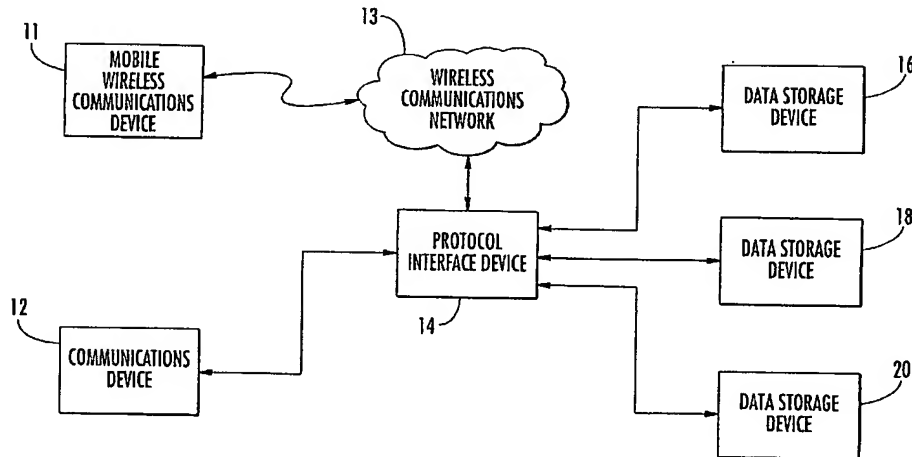 11
MOBILE
WIRELESS
COMMUNICATIONS
DEVICE
13
WIRELESS
COMMUNICATIONS
NETWORK
16
DATA STORAGE
DEVICE
PROTOCOL
INTERFACE DEVICE
14
18
DATA STORAGE
DEVICE
12
COMMUNICATIONS
DEVICE
20
DATA STORAGE
DEVICE